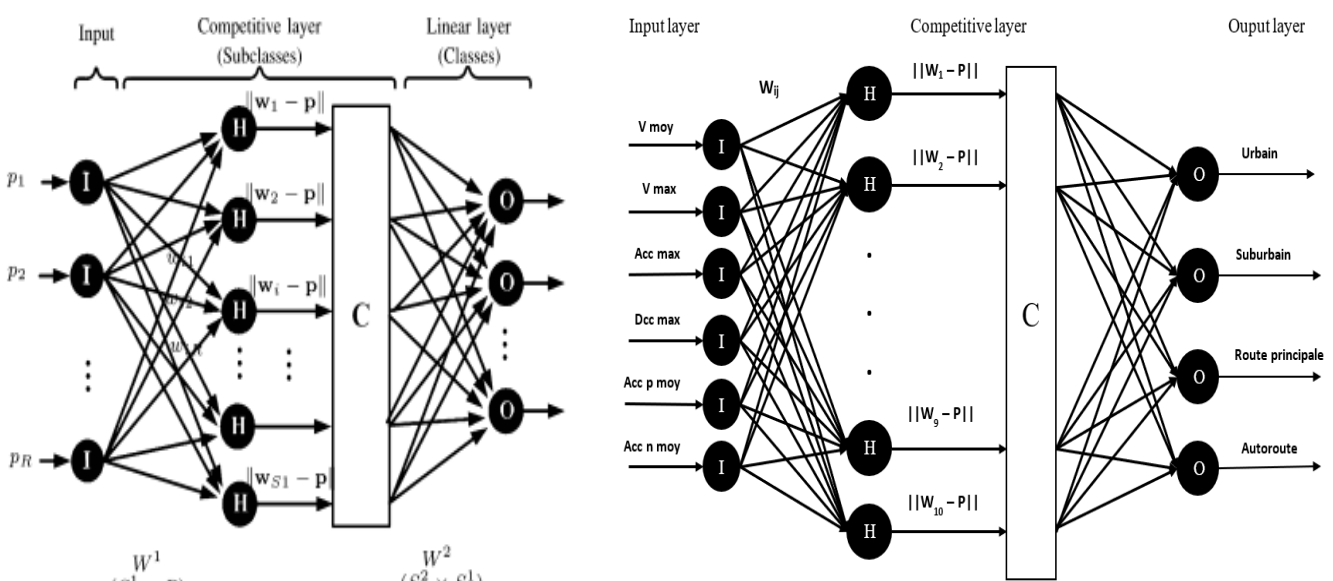 Input
Competitive layer
(Subclasses)
Linear layer
(Classes)
p1
p2
pR
I
I
I
H
H
H
H
H
‖w1 − p‖
‖w2 − p‖
‖wi − p‖
‖wS1 − p|
C
O
O
O
W1
W2
Input layer
Competitive layer
Ouput layer
Wij
V moy
V max
Acc max
Dcc max
Acc p moy
Acc n moy
I
I
I
I
I
I
H
H
H
H
||W1 – P||
||W2 – P||
||W9 – P||
||W10 – P||
C
O
O
O
O
Urbain
Suburbain
Route principale
Autoroute